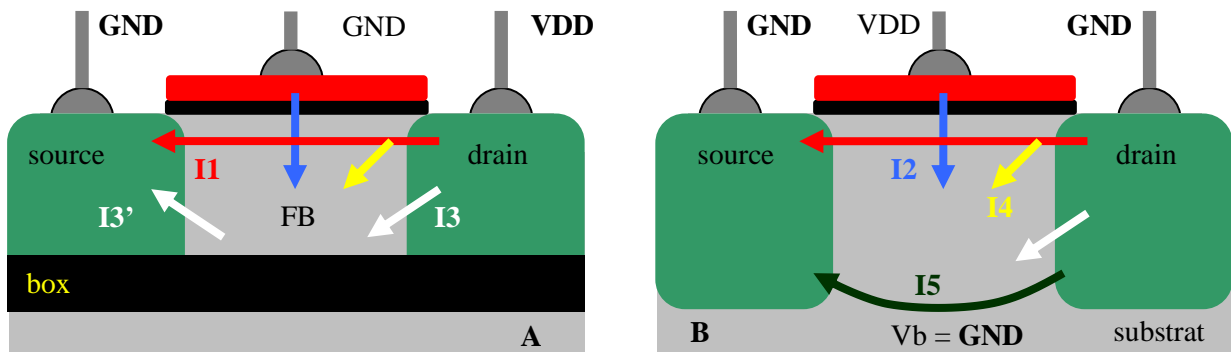 GND GND VDD
source drain
I1
I3’ FB I3
box
A
GND VDD GND
source drain
I2
I4
I5
B Vb = GND substrat